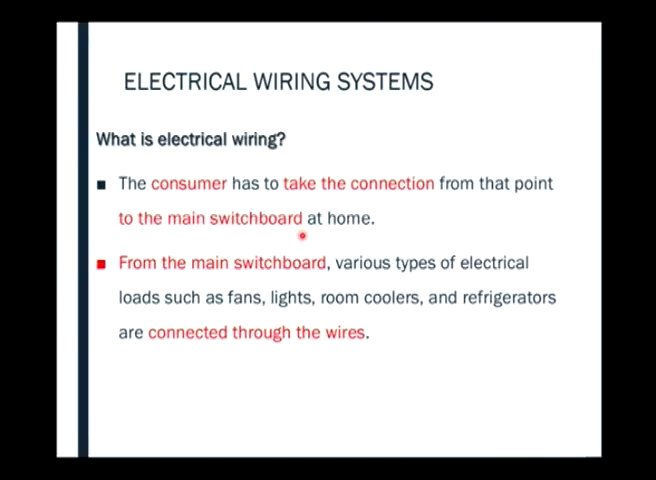 ELECTRICAL WIRING SYSTEMS
What is electrical wiring?
The consumer has to take the connection from that point
to the main switchboard at home.
From the main switchboard, various types of electrical
loads such as fans, lights, room coolers, and refrigerators
are connected through the wires.